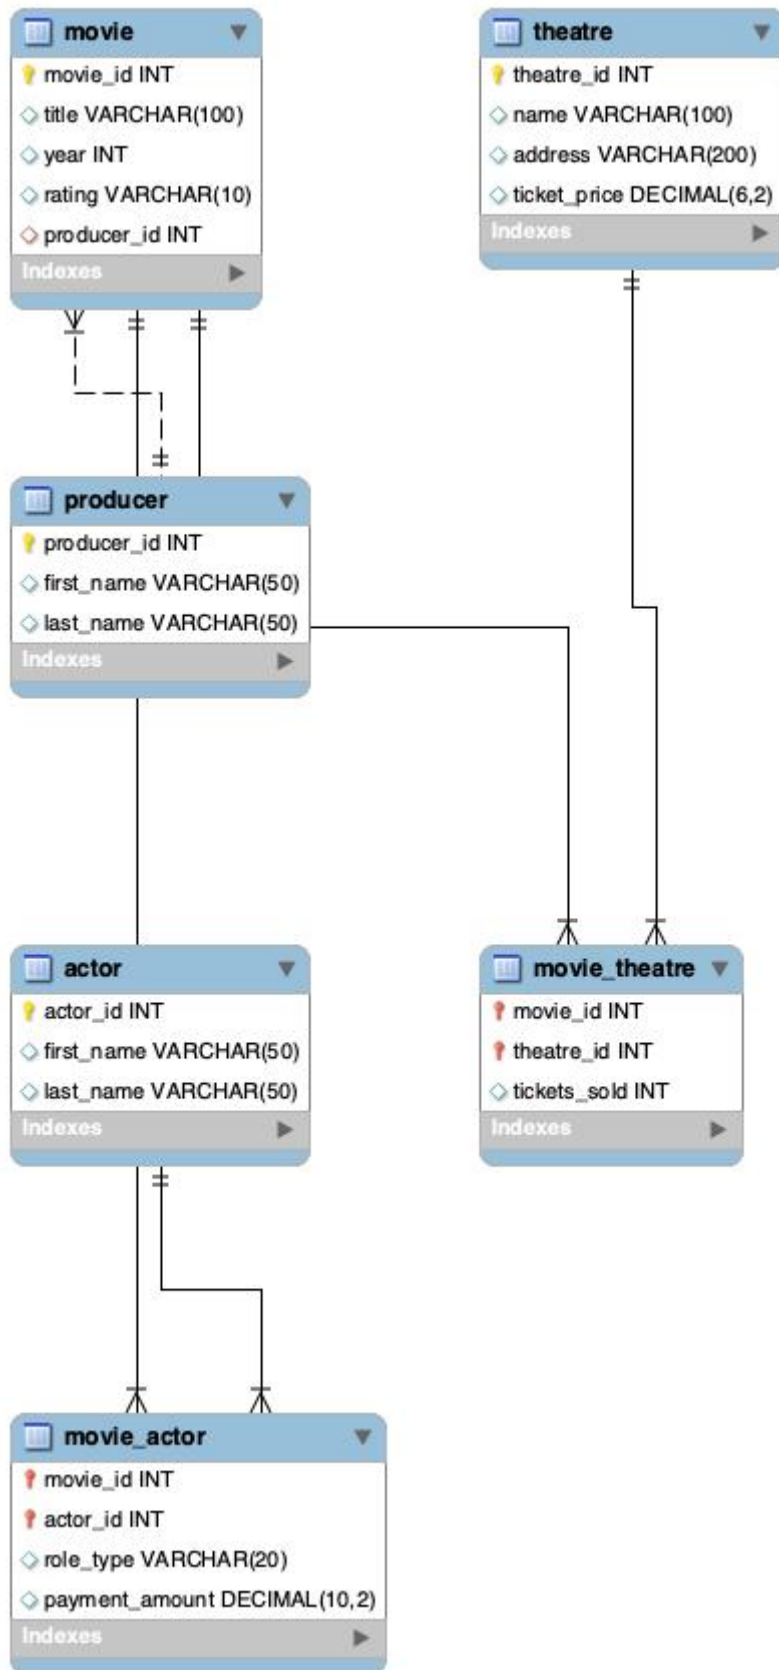 movie
movie_id INT
title VARCHAR(100)
year INT
rating VARCHAR(10)
producer_id INT
Indexes
theatre
theatre_id INT
name VARCHAR(100)
address VARCHAR(200)
ticket_price DECIMAL(6,2)
Indexes
producer
producer_id INT
first_name VARCHAR(50)
last_name VARCHAR(50)
Indexes
actor
actor_id INT
first_name VARCHAR(50)
last_name VARCHAR(50)
Indexes
movie_theatre
movie_id INT
theatre_id INT
tickets_sold INT
Indexes
movie_actor
movie_id INT
actor_id INT
role_type VARCHAR(20)
payment_amount DECIMAL(10,2)
Indexes